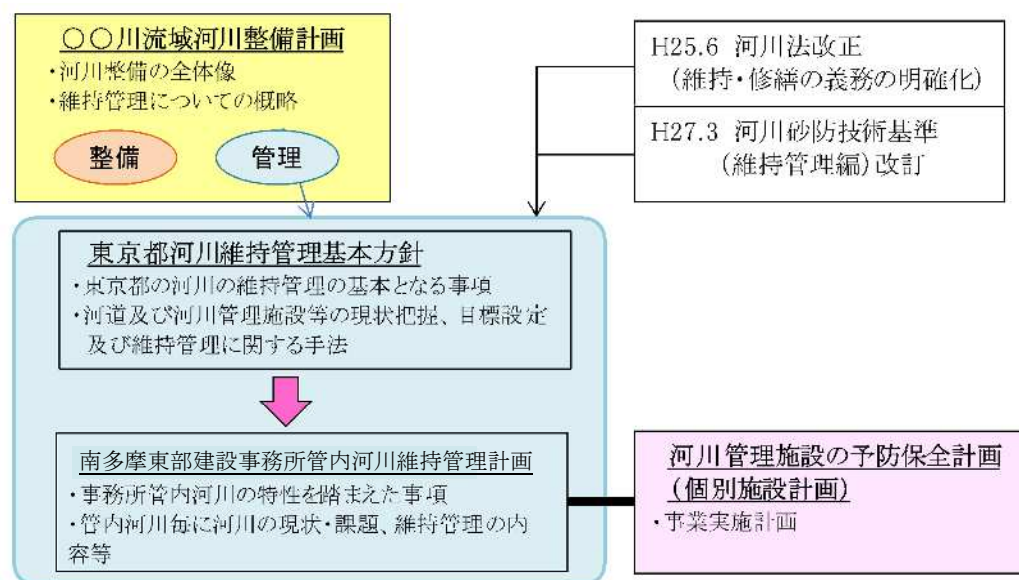 〇〇川流域河川整備計画
・河川整備の全体像
・維持管理についての概略
整備
管理
H25.6 河川法改正
(維持・修繕の義務の明確化)
H27.3 河川砂防技術基準
(維持管理編)改訂
東京都河川維持管理基本方針
・東京都の河川の維持管理の基本となる事項
・河道及び河川管理施設等の現状把握、目標設定
及び維持管理に関する手法
南多摩東部建設事務所管内河川維持管理計画
・事務所管内河川の特性を踏まえた事項
・管内河川毎に河川の現状・課題、維持管理の内
容等
河川管理施設の予防保全計画
(個別施設計画)
・事業実施計画